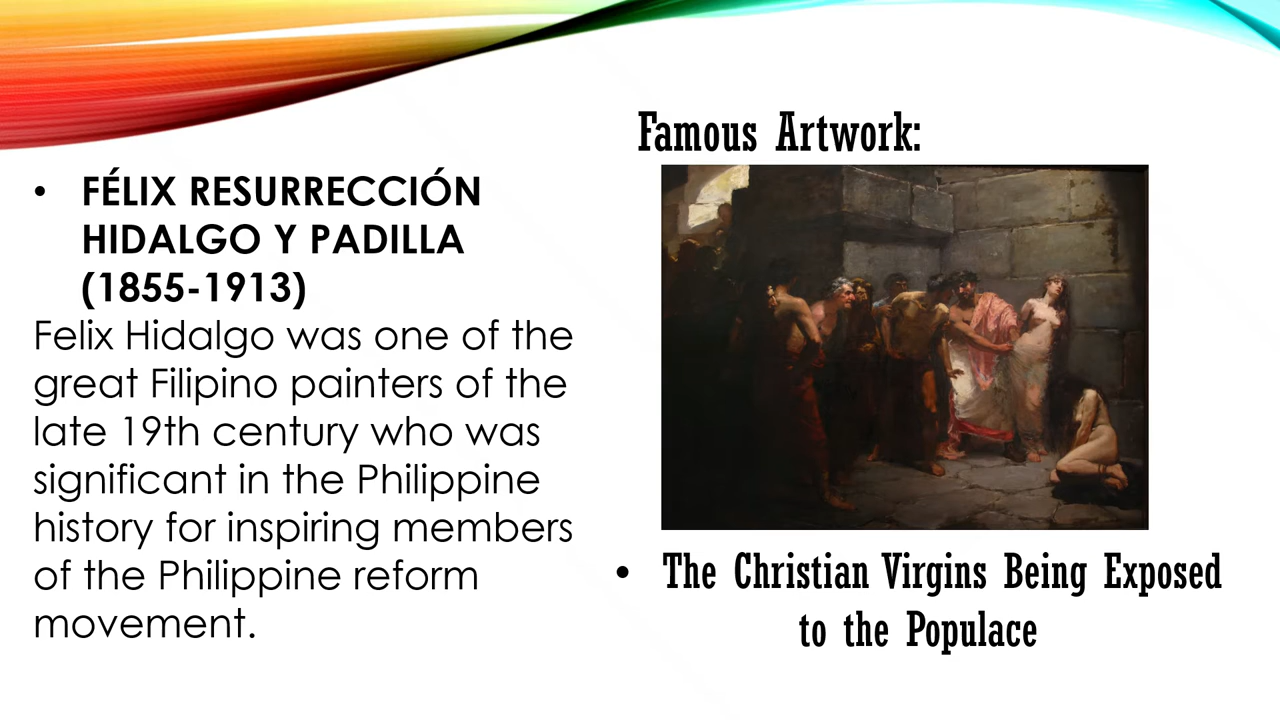 • FÉLIX RESURRECCIÓN
HIDALGO Y PADILLA
(1855-1913)
Felix Hidalgo was one of the
great Filipino painters of the
late 19th century who was
significant in the Philippine
history for inspiring members
of the Philippine reform
movement.
Famous Artwork:
• The Christian Virgins Being Exposed
to the Populace